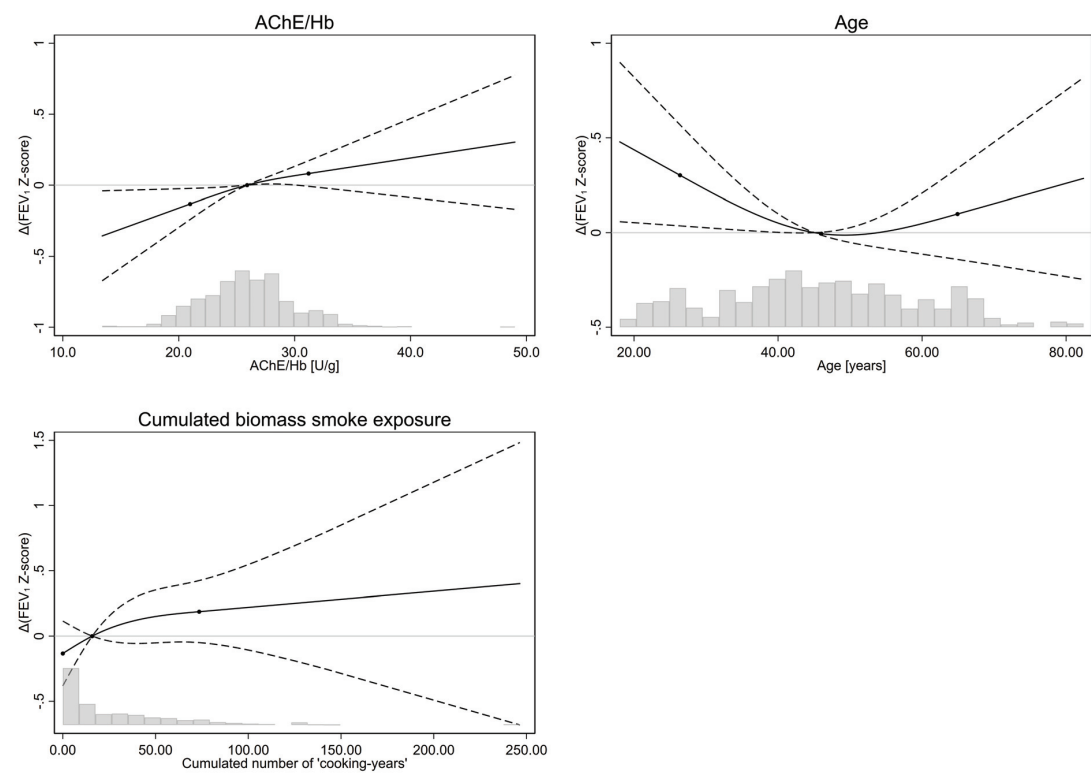 AChE/Hb
Δ(FEV₁ Z-score)
1
.5
0
-.5
-1
10.0 20.0 30.0 40.0 50.0
AChE/Hb [U/g]
Age
Δ(FEV₁ Z-score)
1
.5
0
-.5
20.00 40.00 60.00 80.00
Age [years]
Cumulated biomass smoke exposure
Δ(FEV₁ Z-score)
1.5
1
.5
0
-.5
0.00 50.00 100.00 150.00 200.00 250.00
Cumulated number of 'cooking-years'